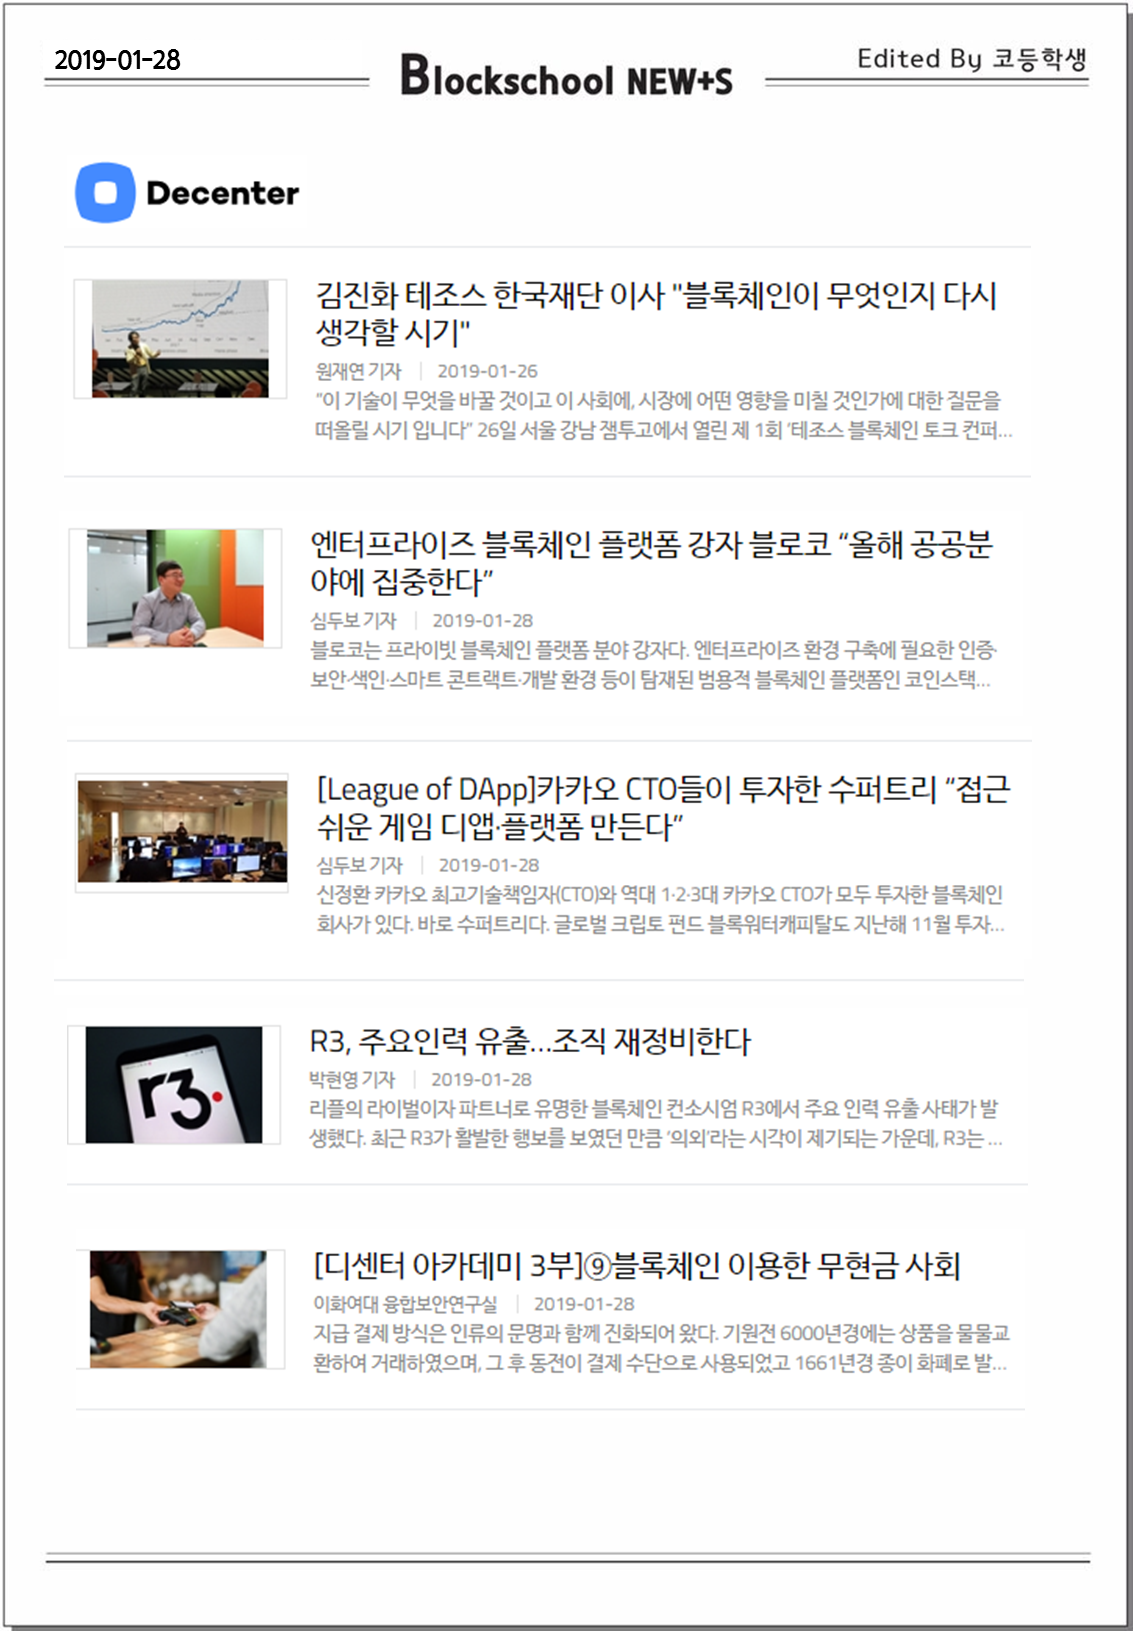 2019-01-28
Blockschool NEW+S
Edited By 코등학생
Decenter
김진화 테조스 한국재단 이사 "블록체인이 무엇인지 다시
생각할 시기"
원재연 기자 | 2019-01-26
“이 기술이 무엇을 바꿀 것이고 이 사회에, 시장에 어떤 영향을 미칠 것인가에 대한 질문을
떠올릴 시기 입니다” 26일 서울 강남 잼투고에서 열린 제 1회 ‘테조스 블록체인 토크 컨퍼...
엔터프라이즈 블록체인 플랫폼 강자 블로코 “올해 공공분
야에 집중한다”
심두보 기자 | 2019-01-28
블로코는 프라이빗 블록체인 플랫폼 분야 강자다. 엔터프라이즈 환경 구축에 필요한 인증·
보안·색인·스마트 콘트랙트·개발 환경 등이 탑재된 범용적 블록체인 플랫폼인 코인스택...
[League of DApp]카카오 CTO들이 투자한 수퍼트리 “접근
쉬운 게임 디앱·플랫폼 만든다”
심두보 기자 | 2019-01-28
신정환 카카오 최고기술책임자(CTO)와 역대 1·2·3대 카카오 CTO가 모두 투자한 블록체인
회사가 있다. 바로 수퍼트리다. 글로벌 크립토 펀드 블록워터캐피탈도 지난해 11월 투자...
r3.
R3, 주요인력 유출...조직 재정비한다
박현영 기자 | 2019-01-28
리플의 라이벌이자 파트너로 유명한 블록체인 컨소시엄 R3에서 주요 인력 유출 사태가 발
생했다. 최근 R3가 활발한 행보를 보였던 만큼 ‘의외’라는 시각이 제기되는 가운데, R3는 ...
[디센터 아카데미 3부]⑨블록체인 이용한 무현금 사회
이화여대 융합보안연구실 | 2019-01-28
지급 결제 방식은 인류의 문명과 함께 진화되어 왔다. 기원전 6000년경에는 상품을 물물교
환하여 거래하였으며, 그 후 동전이 결제 수단으로 사용되었고 1661년경 종이 화폐로 발...